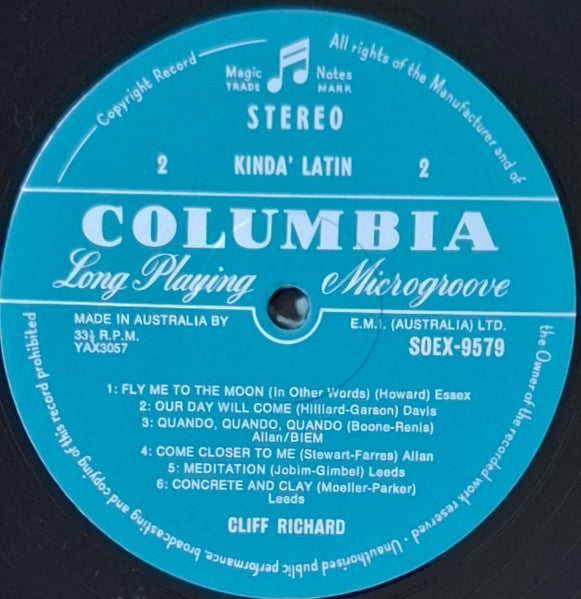 Copyright Record
All rights of the Manufacturer and of
the Owner of the recorded work reserved - Unauthorised public performance, broadcasting and copying of this record prohibited
Magic Notes
TRADE MARK
STEREO
2 KINDA' LATIN 2
COLUMBIA
Long Playing Microgroove
MADE IN AUSTRALIA BY E.M.I. (AUSTRALIA) LTD.
33⅓ R.P.M. SOEX-9579
YAX3057
1: FLY ME TO THE MOON (In Other Words) (Howard) Essex
2: OUR DAY WILL COME (Hilliard-Garson) Davis
3: QUANDO, QUANDO, QUANDO (Boone-Renis)
Allan/BIEM
4: COME CLOSER TO ME (Stewart-Farres) Allan
5: MEDITATION (Jobim-Gimbel) Leeds
6: CONCRETE AND CLAY (Moeller-Parker)
Leeds
CLIFF RICHARD